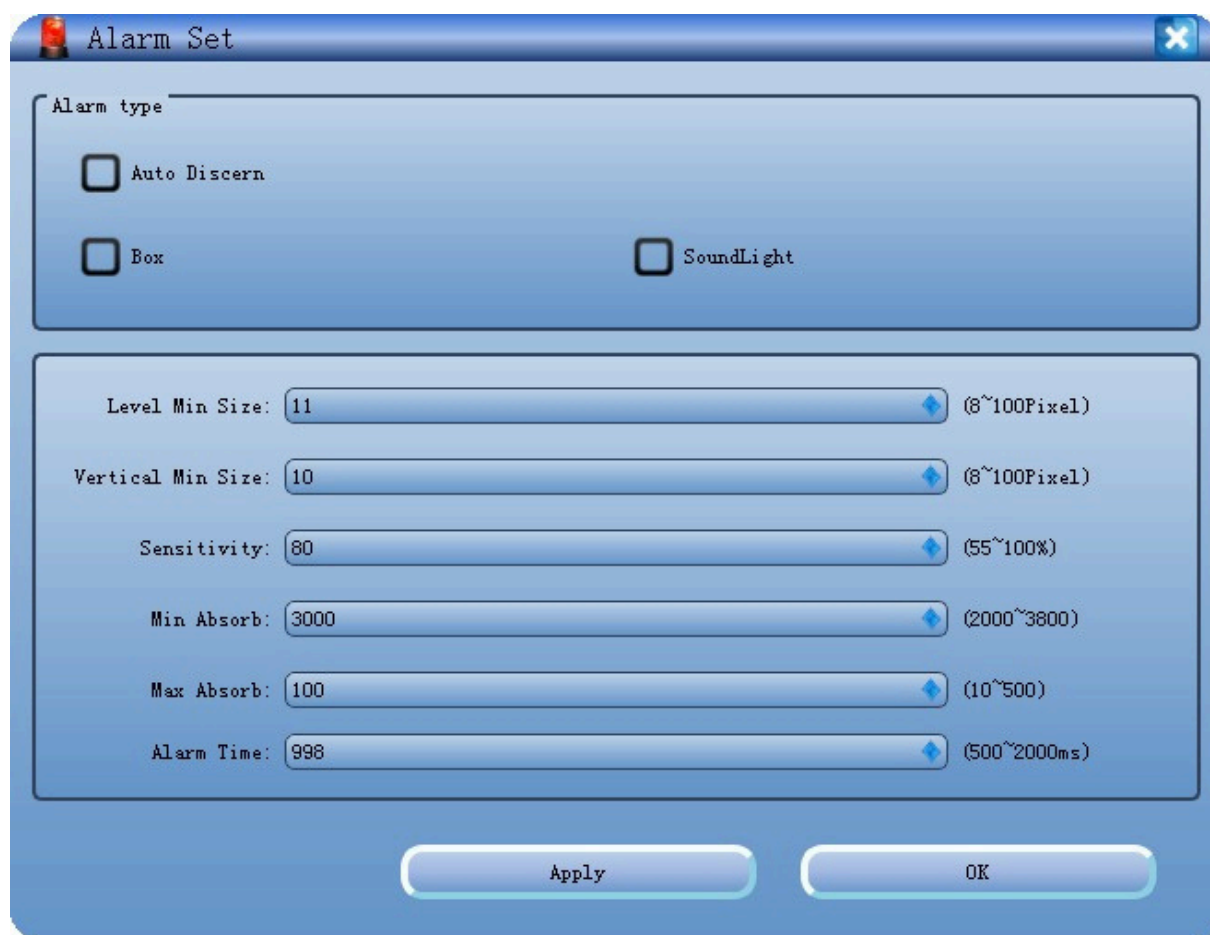 Alarm Set
Alarm type
Auto Discern
Box SoundLight
Level Min Size: 11 (8~100Pixel)
Vertical Min Size: 10 (8~100Pixel)
Sensitivity: 80 (55~100%)
Min Absorb: 3000 (2000~3800)
Max Absorb: 100 (10~500)
Alarm Time: 998 (500~2000ms)
Apply OK